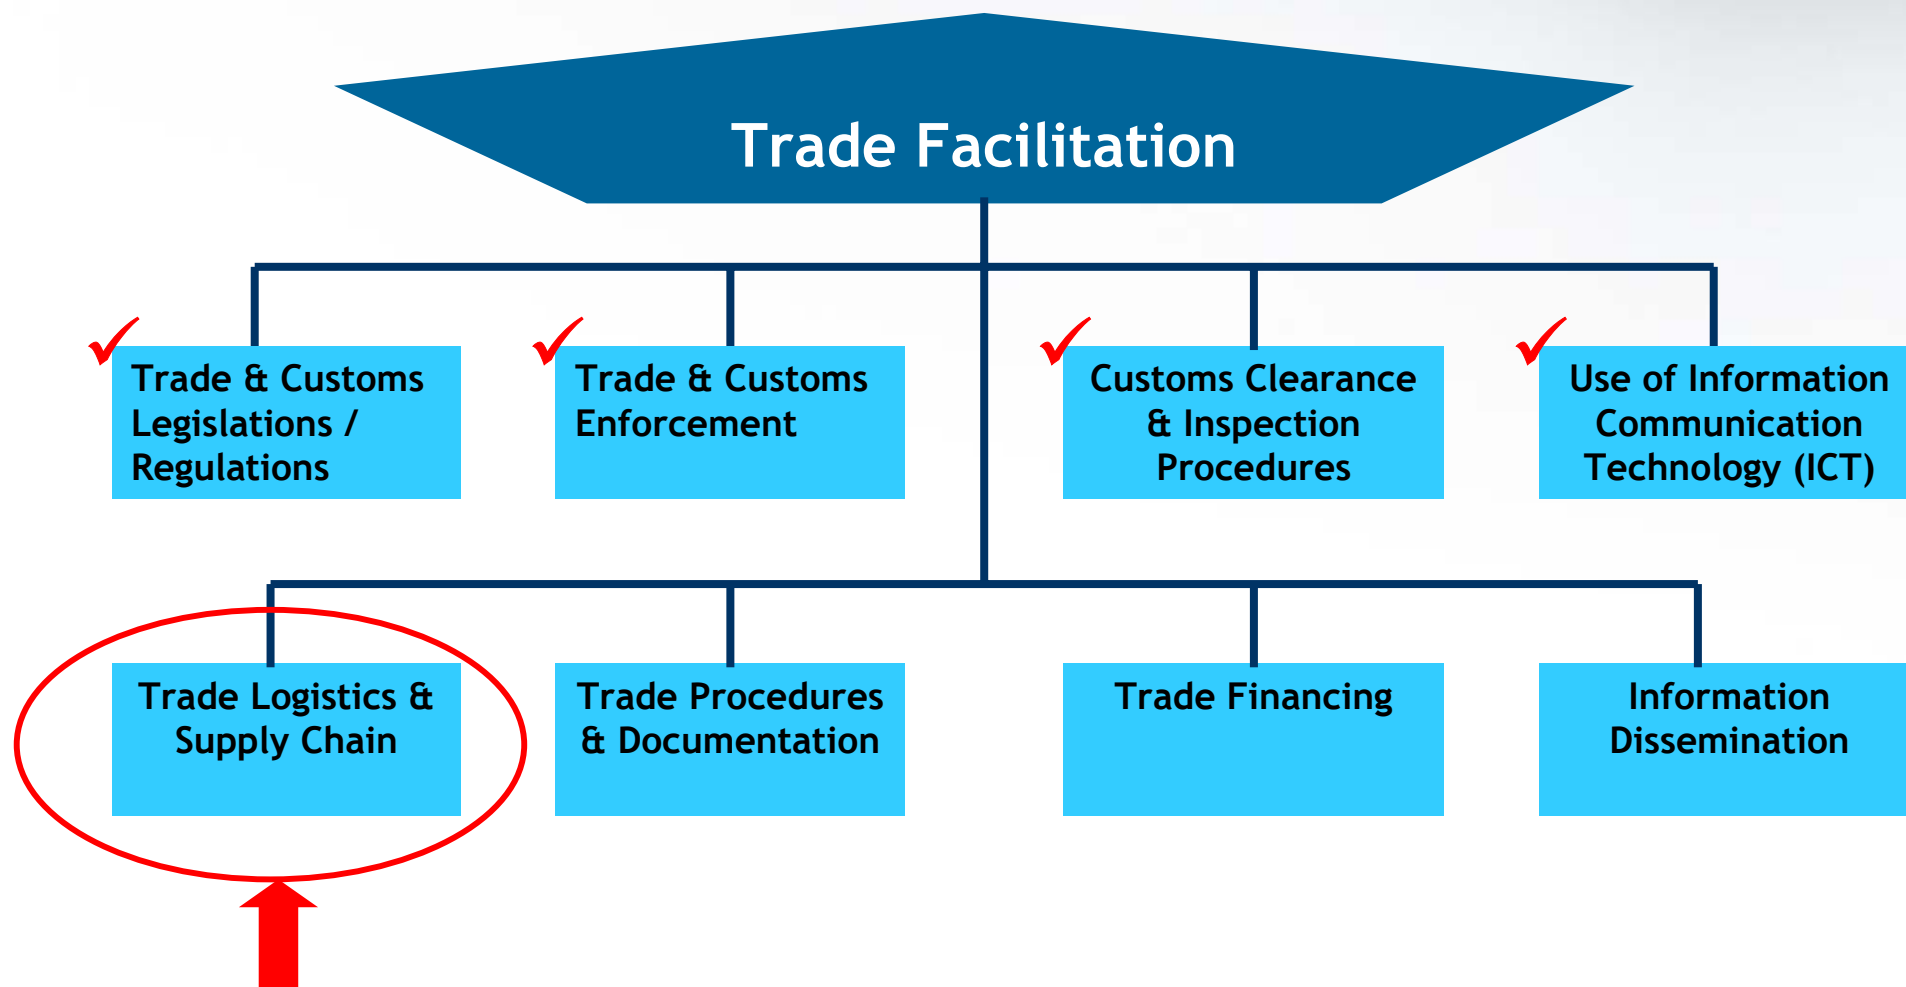 Trade Facilitation
Trade & Customs
Legislations /
Regulations
Trade & Customs
Enforcement
Customs Clearance
& Inspection
Procedures
Use of Information
Communication
Technology (ICT)
Trade Logistics &
Supply Chain
Trade Procedures
& Documentation
Trade Financing
Information
Dissemination